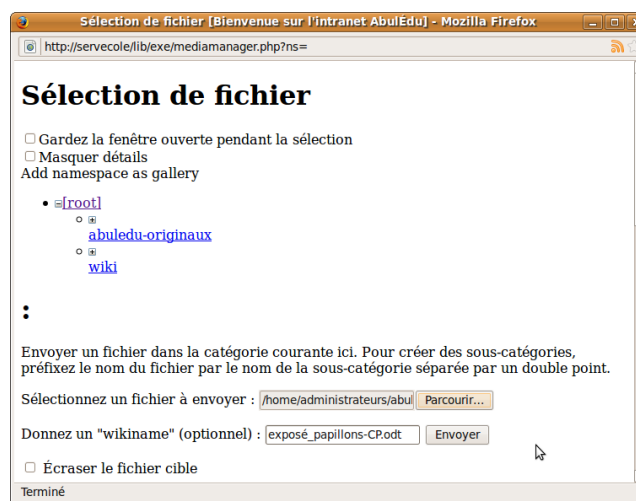 Sélection de fichier [Bienvenue sur l'intranet AbulÉdu] - Mozilla Firefox
http://servecole/lib/exe/mediamanager.php?ns=
Sélection de fichier
Gardez la fenêtre ouverte pendant la sélection
Masquer détails
Add namespace as gallery
[root]
abuledu-originaux
wiki
:
Envoyer un fichier dans la catégorie courante ici. Pour créer des sous-catégories,
préfixez le nom du fichier par le nom de la sous-catégorie séparée par un double point.
Sélectionnez un fichier à envoyer : /home/administrateurs/abul Parcourir...
Donnez un "wikiname" (optionnel) : exposé_papillons-CP.odt Envoyer
Écraser le fichier cible
Terminé